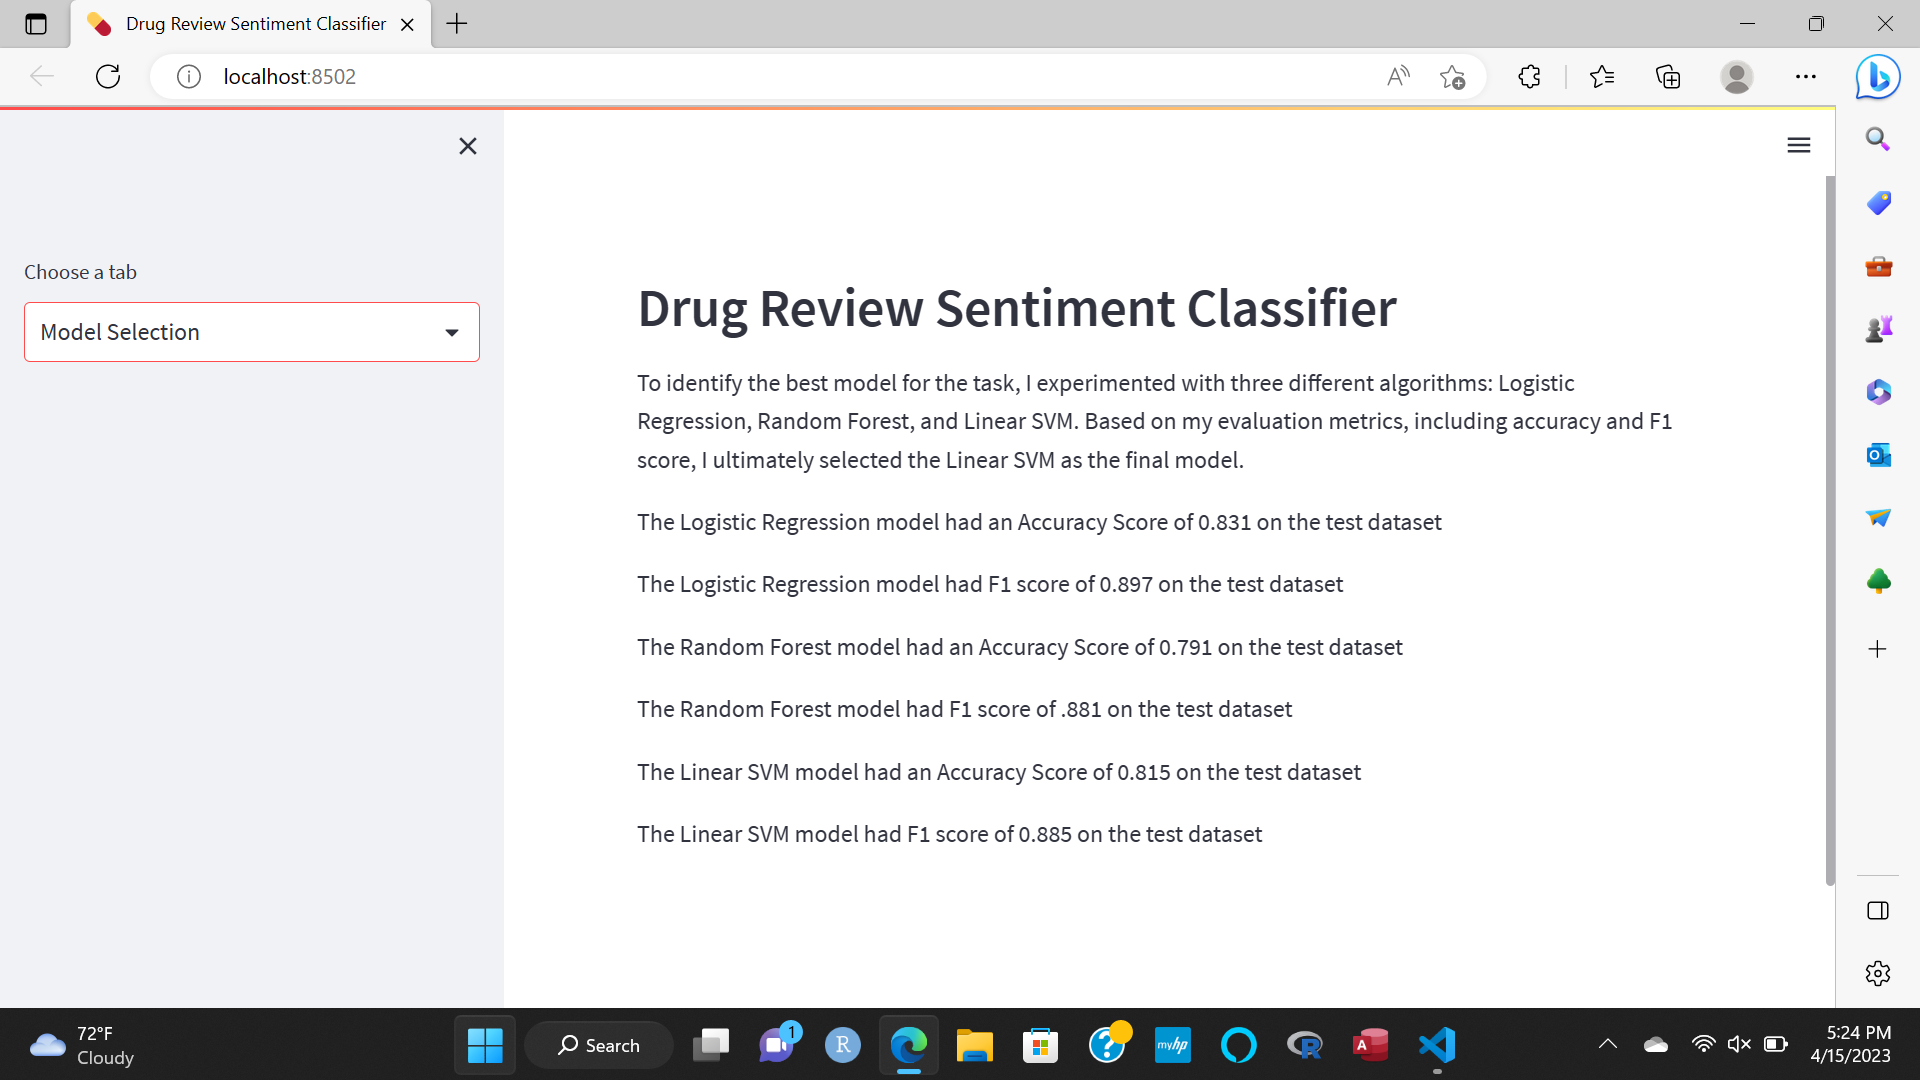 Drug Review Sentiment Classifier
localhost:8502
Choose a tab
Model Selection
Drug Review Sentiment Classifier
To identify the best model for the task, I experimented with three different algorithms: Logistic
Regression, Random Forest, and Linear SVM. Based on my evaluation metrics, including accuracy and F1
score, I ultimately selected the Linear SVM as the final model.
The Logistic Regression model had an Accuracy Score of 0.831 on the test dataset
The Logistic Regression model had F1 score of 0.897 on the test dataset
The Random Forest model had an Accuracy Score of 0.791 on the test dataset
The Random Forest model had F1 score of .881 on the test dataset
The Linear SVM model had an Accuracy Score of 0.815 on the test dataset
The Linear SVM model had F1 score of 0.885 on the test dataset
72°F
Cloudy
Search
1
R
myhp
R
A
5:24 PM
4/15/2023